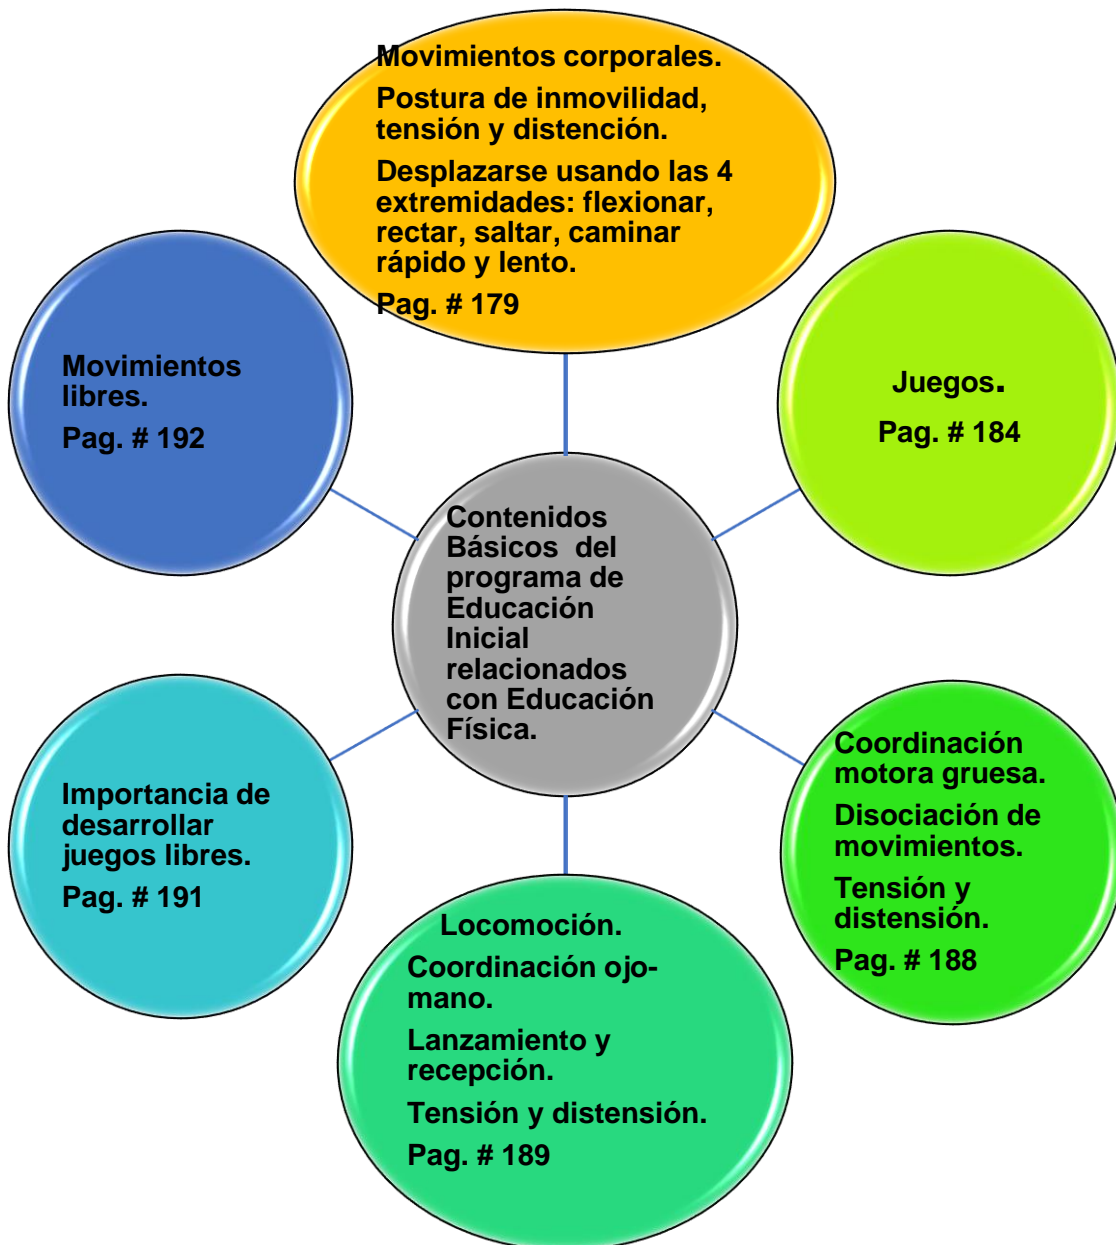 Movimientos corporales.
Postura de inmovilidad,
tensión y distención.
Desplazarse usando las 4
extremidades: flexionar,
rectar, saltar, caminar
rápido y lento.
Pag. # 179
Juegos.
Pag. # 184
Coordinación
motora gruesa.
Disociación de
movimientos.
Tensión y
distensión.
Pag. # 188
Locomoción.
Coordinación ojo-
mano.
Lanzamiento y
recepción.
Tensión y distensión.
Pag. # 189
Importancia de
desarrollar
juegos libres.
Pag. # 191
Movimientos
libres.
Pag. # 192
Contenidos
Básicos del
programa de
Educación
Inicial
relacionados
con Educación
Física.